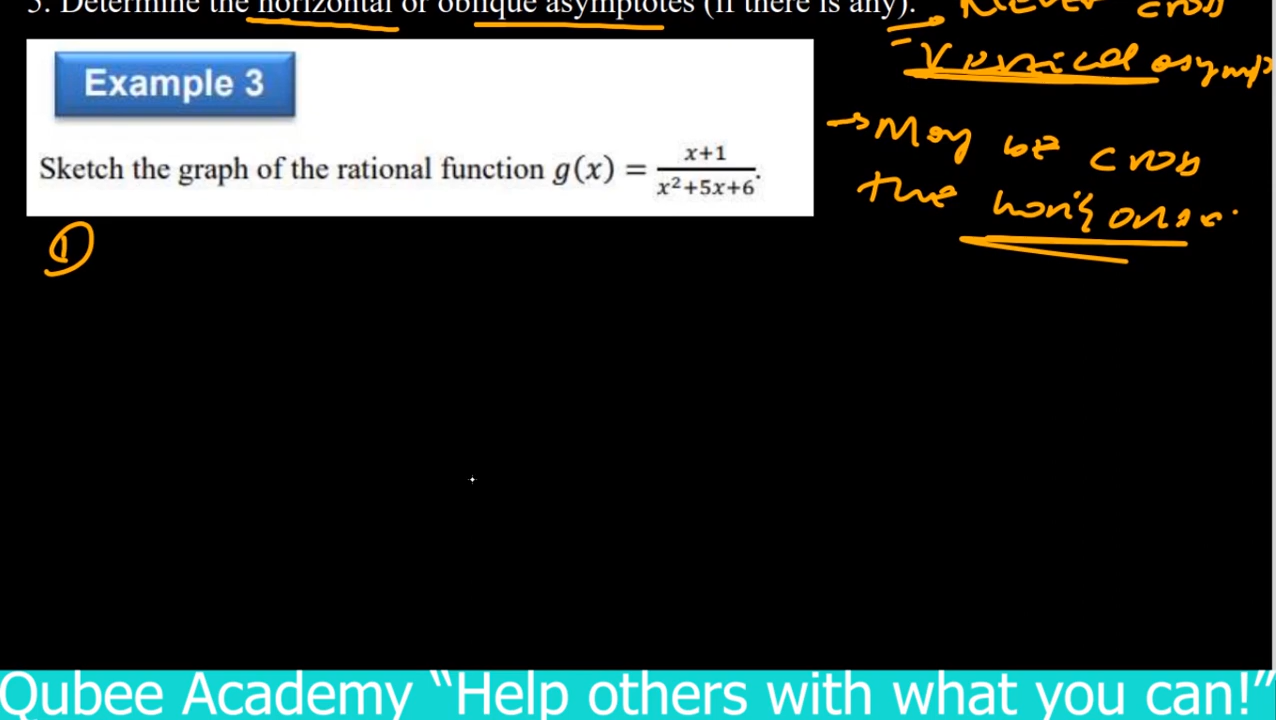 5. Determine the horizontal or oblique asymptotes (if there is any).
Never cross
Vertical asymp
Example 3
Sketch the graph of the rational function g(x) = x+1 / x²+5x+6.
→ May be cross
the
①
Qubee Academy “Help others with what you can!”